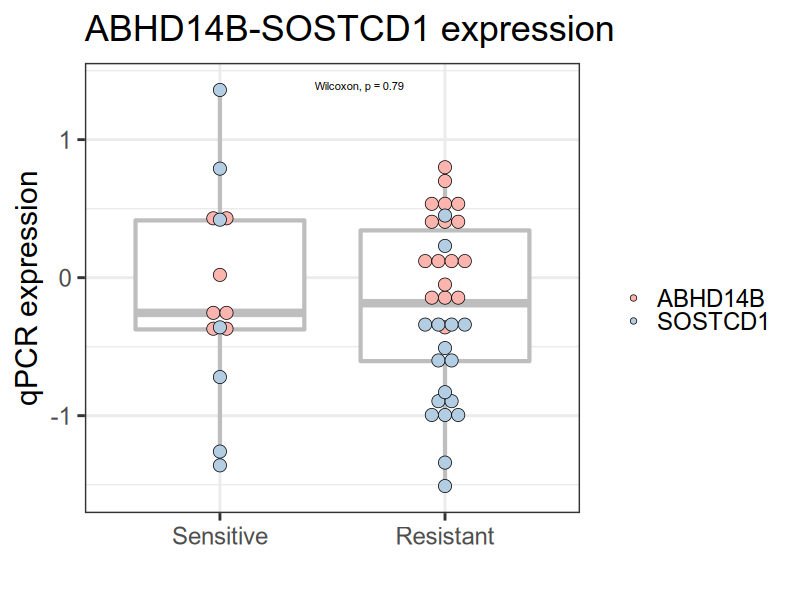 ABHD14B-SOSTCD1 expression
Wilcoxon, p = 0.79
qPCR expression
1
0
-1
Sensitive
Resistant
ABHD14B
SOSTCD1